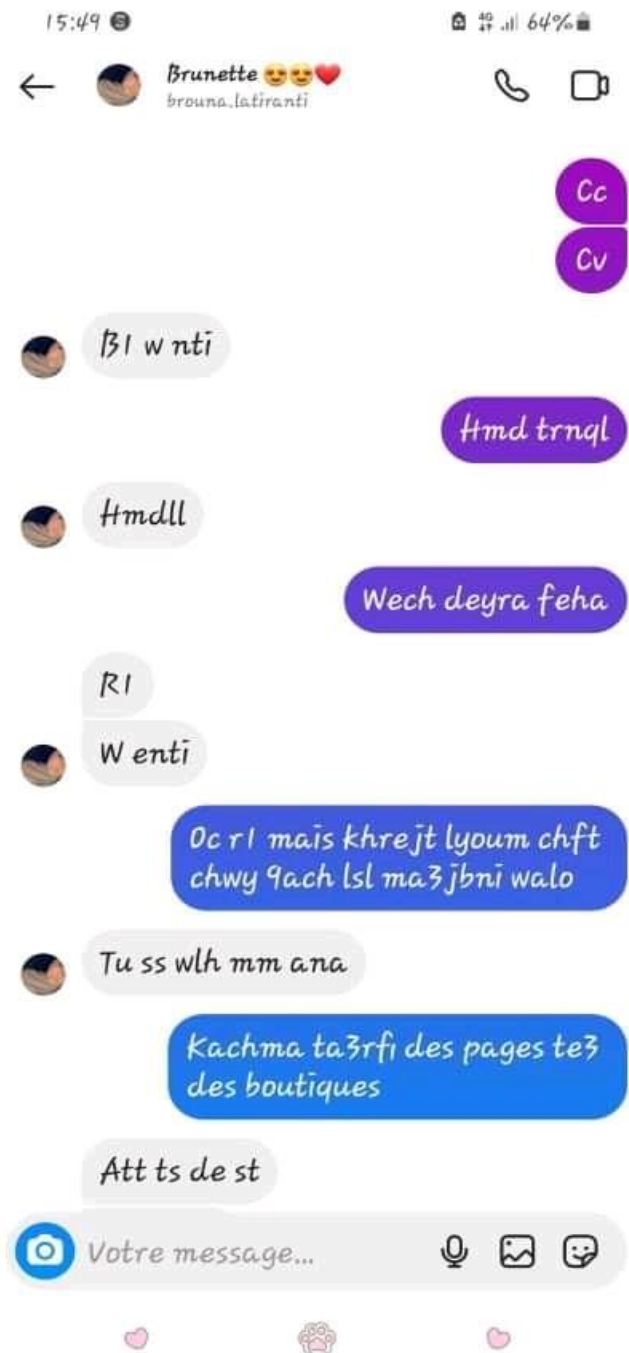 15:49 4G 64%
Brunette 😍😍❤️
brouna.latiranti
Cc
Cv
B1 w nti
Hmd trnql
Hmdll
Wech deyra feha
R1
W enti
Oc r1 mais khrejt lyoum chft
chwy 9ach lsl ma3jbni walo
Tu ss wlh mm ana
Kachma ta3rfi des pages te3
des boutiques
Att ts de st
Votre message...